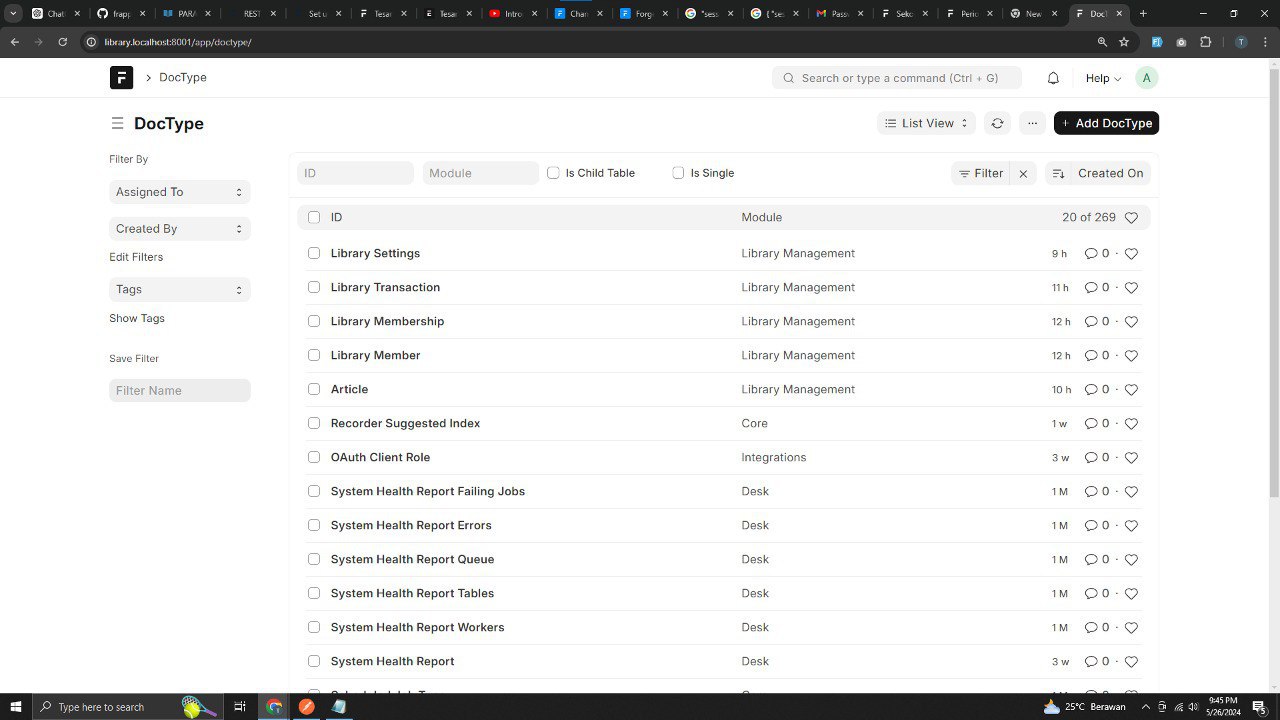 Chat
frapp
PAR/
REST
Set u
Tesar
Tesar
Intro
Chan
Forg
"sess
"sess
Pass
Seko
Peric
New
Doc
library.localhost:8001/app/doctype/
T
DocType
Search or type a command (Ctrl + G)
Help
A
DocType
List View
...
+ Add DocType
Filter By
Assigned To
Created By
Edit Filters
Tags
Show Tags
Save Filter
Filter Name
ID
Module
Is Child Table
Is Single
Filter
Created On
ID Module 20 of 269
Library Settings Library Management 9 h 0 ·
Library Transaction Library Management 11 h 0 ·
Library Membership Library Management 12 h 0 ·
Library Member Library Management 12 h 0 ·
Article Library Management 10 h 0 ·
Recorder Suggested Index Core 1 w 0 ·
OAuth Client Role Integrations 3 w 0 ·
System Health Report Failing Jobs Desk 1 M 0 ·
System Health Report Errors Desk 1 M 0 ·
System Health Report Queue Desk 1 M 0 ·
System Health Report Tables Desk 1 M 0 ·
System Health Report Workers Desk 1 M 0 ·
System Health Report Desk 3 w 0 ·
Type here to search
25°C Berawan
9:45 PM
5/26/2024